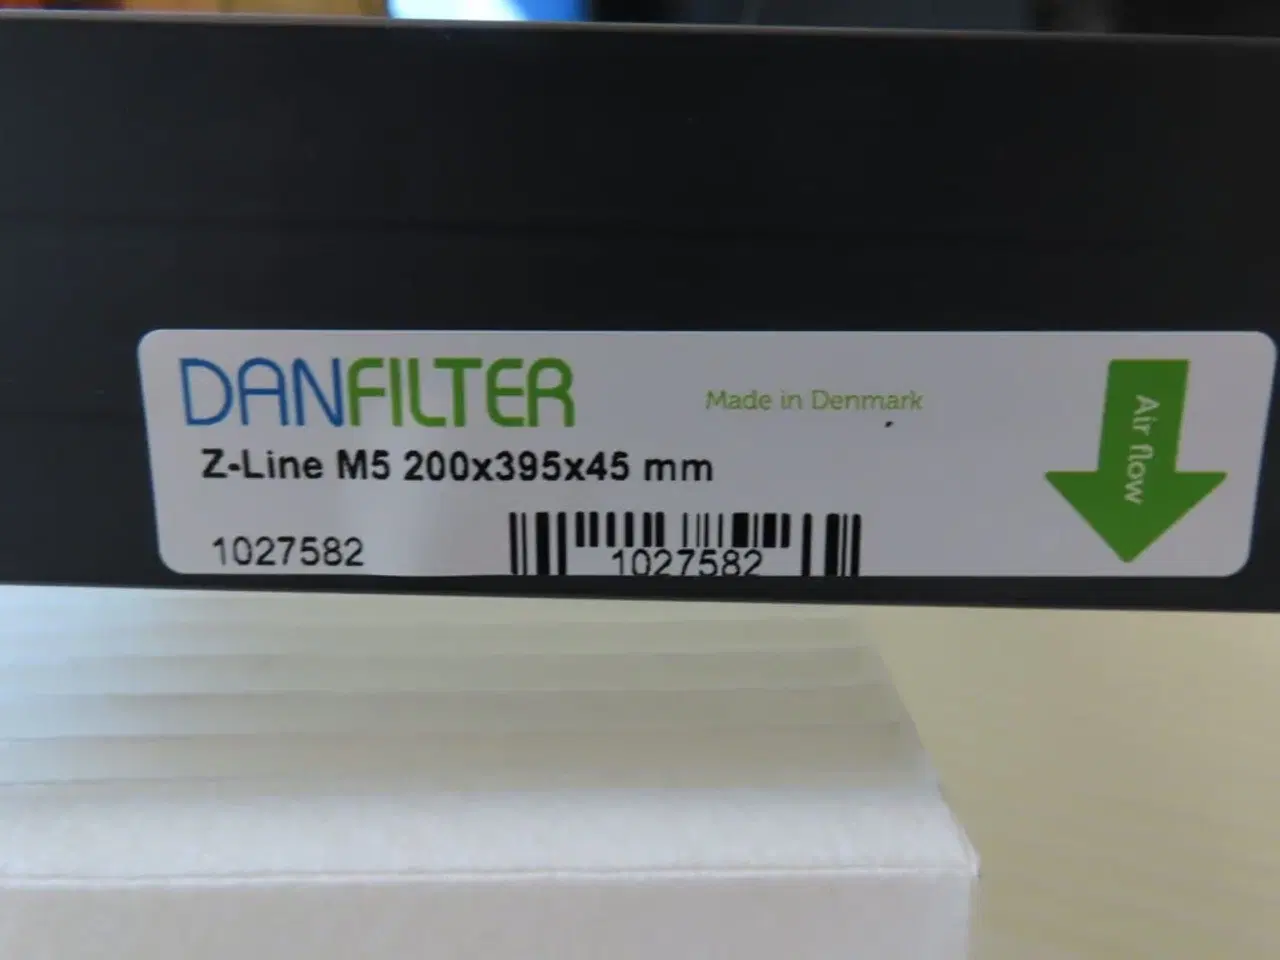 DANFILTER
Made in Denmark
Z-Line M5 200x395x45 mm
1027582
1027582
Air flow